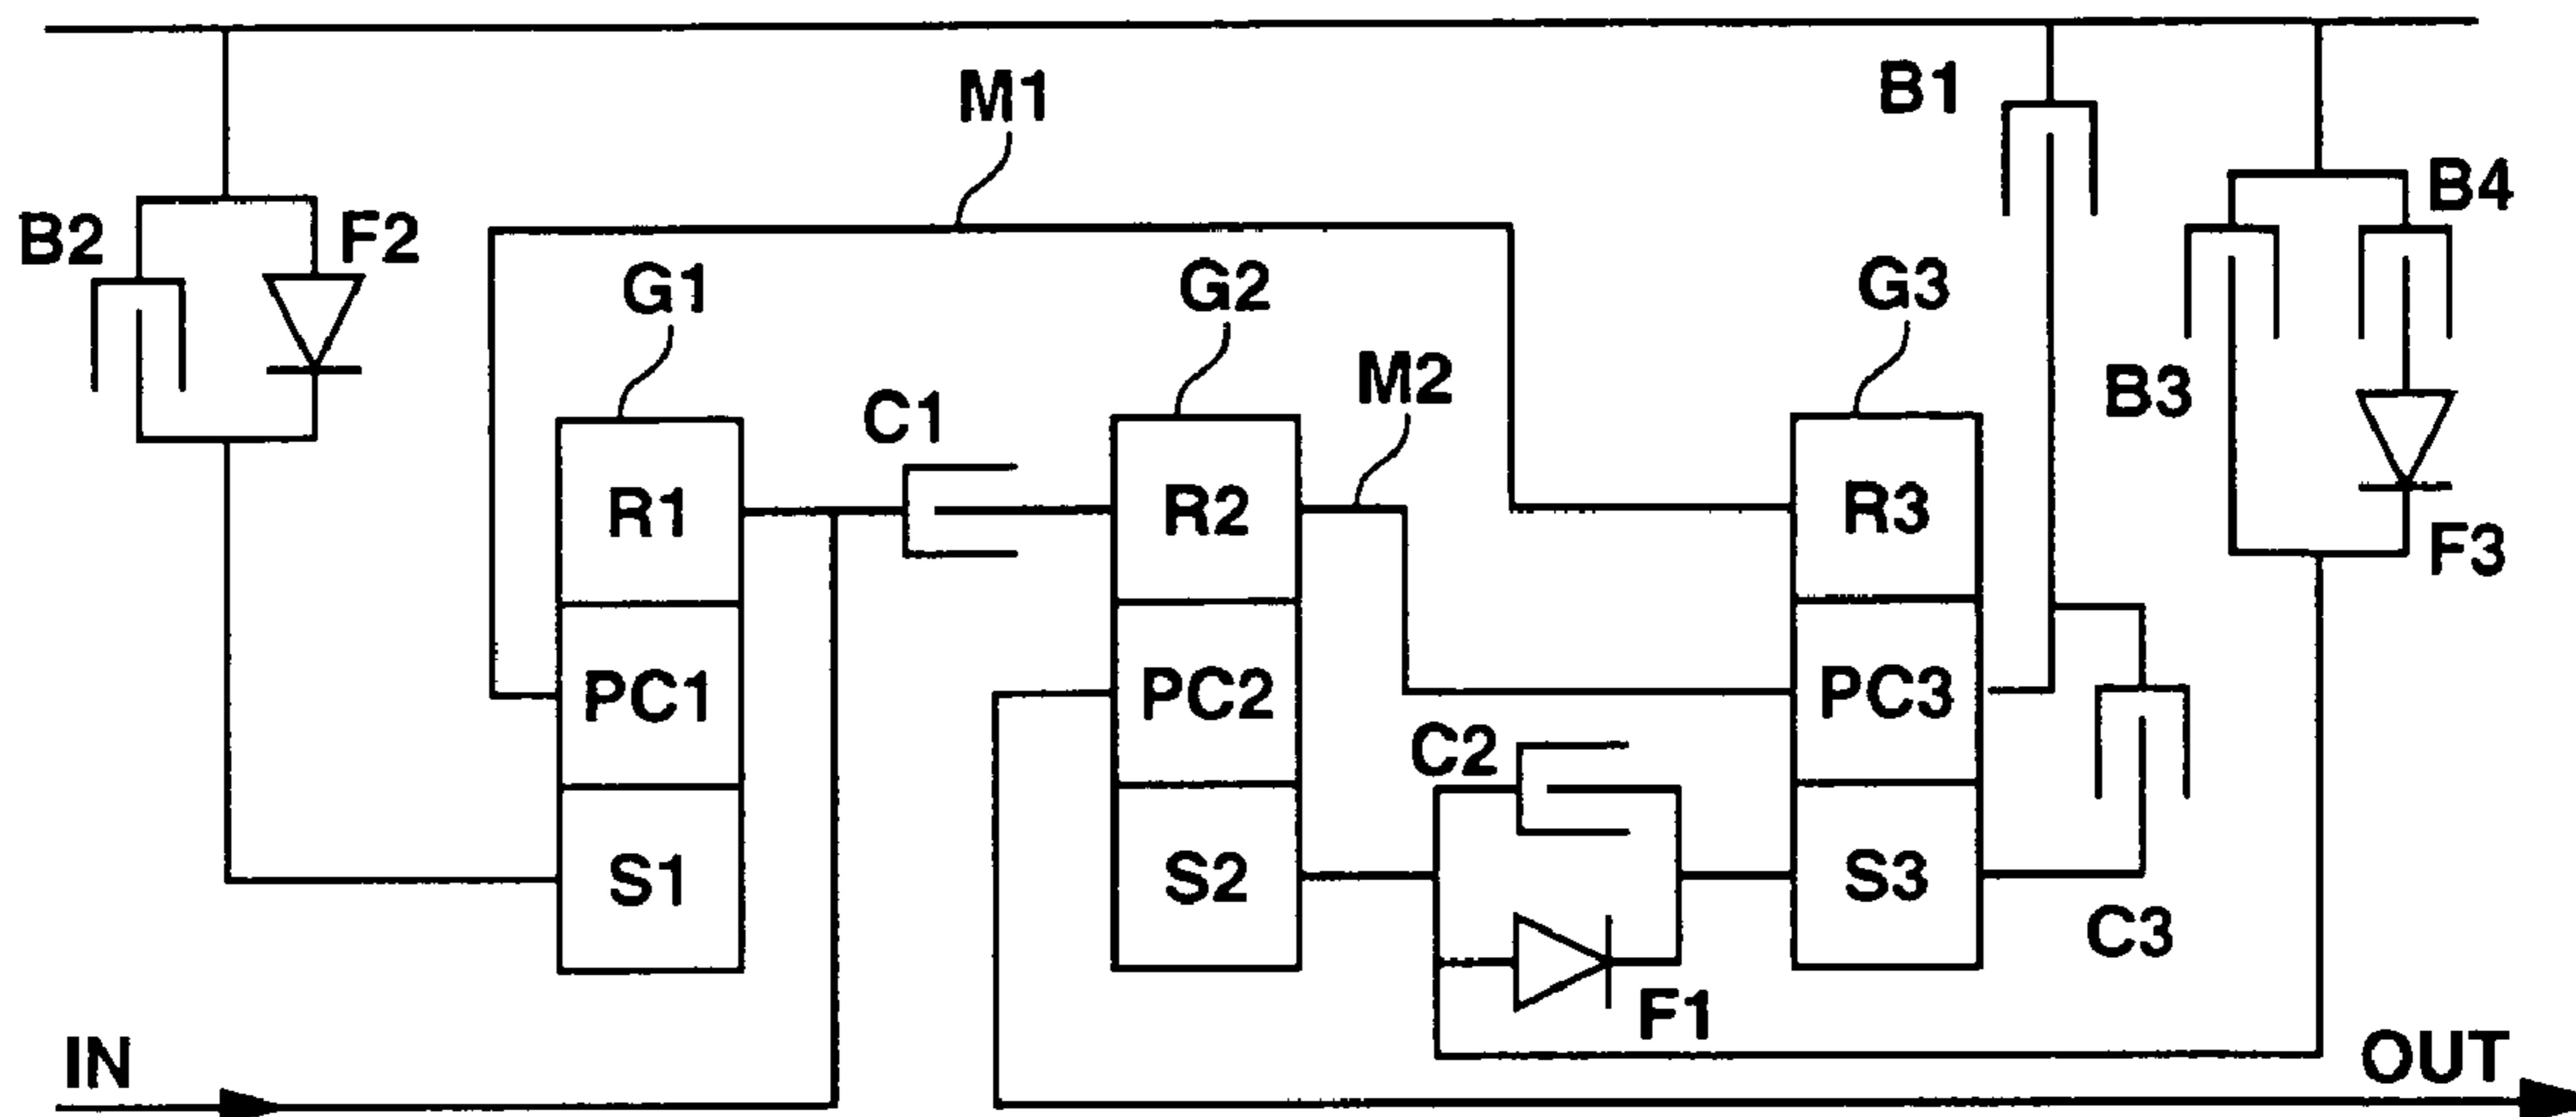 M1
B1
B4
B2
F2
G1
G2
G3
M2
B3
C1
R1
R2
R3
F3
PC1
PC2
PC3
C2
S1
S2
S3
C3
F1
IN
OUT